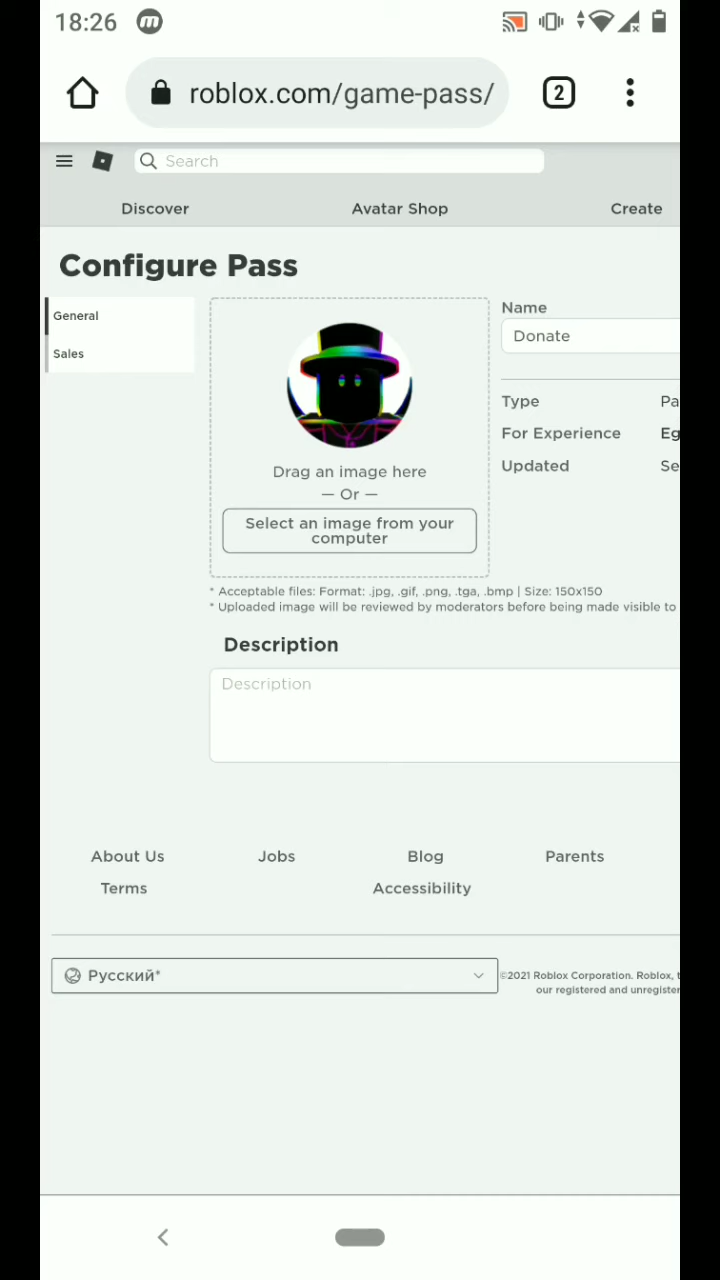 18:26
roblox.com/game-pass/
2
Search
Discover
Avatar Shop
Create
Configure Pass
General
Sales
Drag an image here
— Or —
Select an image from your
computer
Name
Donate
Type Pa
For Experience Eg
Updated Se
* Acceptable files: Format: .jpg, .gif, .png, .tga, .bmp | Size: 150x150
* Uploaded image will be reviewed by moderators before being made visible to
Description
Description
About Us
Jobs
Blog
Parents
Terms
Accessibility
Русский*
©2021 Roblox Corporation. Roblox, t
our registered and unregister